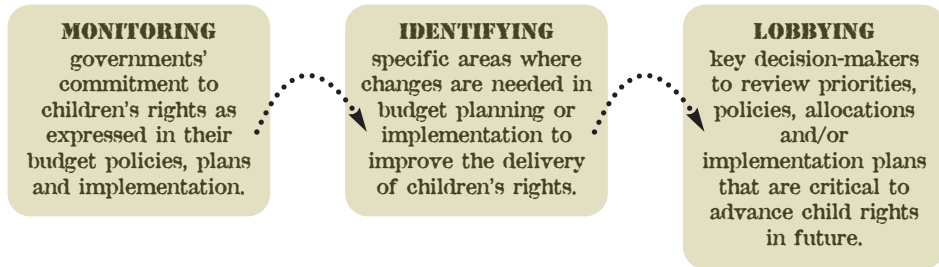 MONITORING
governments'
commitment to
children's rights as
expressed in their
budget policies, plans
and implementation.
IDENTIFYING
specific areas where
changes are needed in
budget planning or
implementation to
improve the delivery
of children's rights.
LOBBYING
key decision-makers
to review priorities,
policies, allocations
and/or
implementation plans
that are critical to
advance child rights
in future.